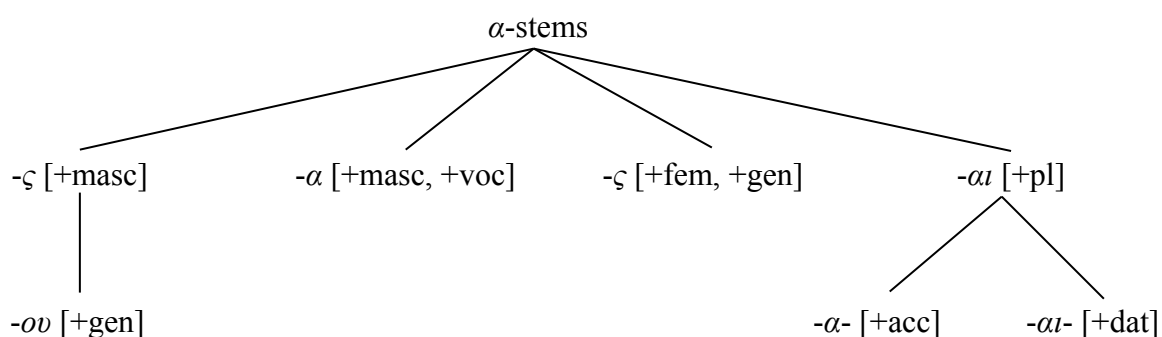 α-stems
-ς [+masc] -α [+masc, +voc] -ς [+fem, +gen] -αι [+pl]
-ου [+gen] -α- [+acc] -αι- [+dat]